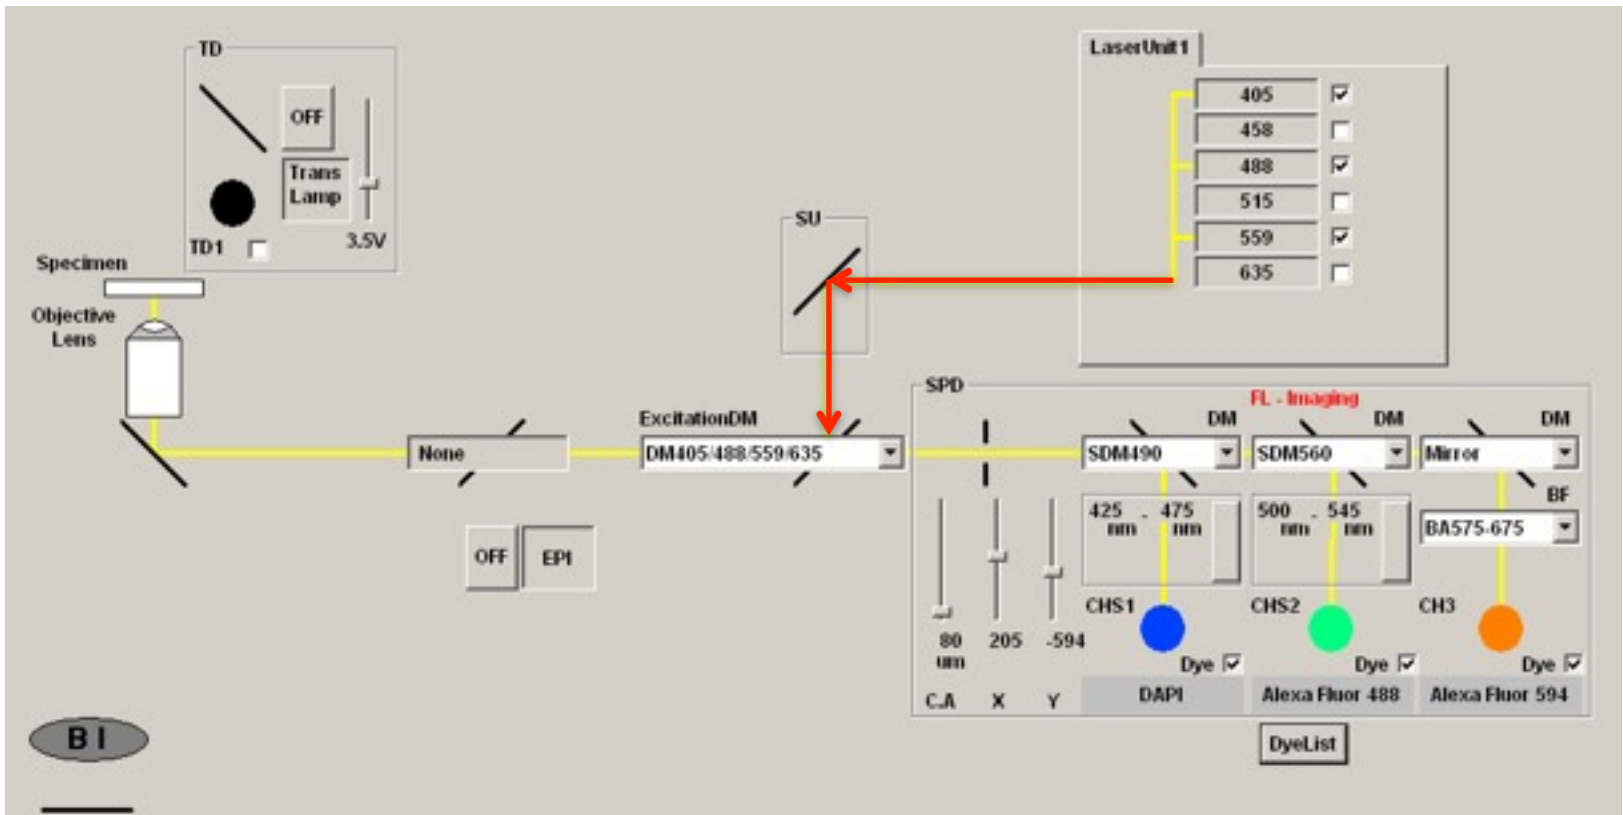 TD
OFF
Trans
Lamp
TD1
3.5V
Specimen
Objective
Lens
LaserUnit1
405
458
488
515
559
635
SU
None
ExcitationDM
DM405/488/559/635
OFF
EPI
SPD
FL - Imaging
DM
DM
DM
SDM490
SDM560
Mirror
BF
425 - 475
nm nm
500 - 545
nm nm
BA575-675
CHS1
CHS2
CH3
80
um
205
-594
C.A
X
Y
Dye
Dye
Dye
DAPI
Alexa Fluor 488
Alexa Fluor 594
DyeList
B I